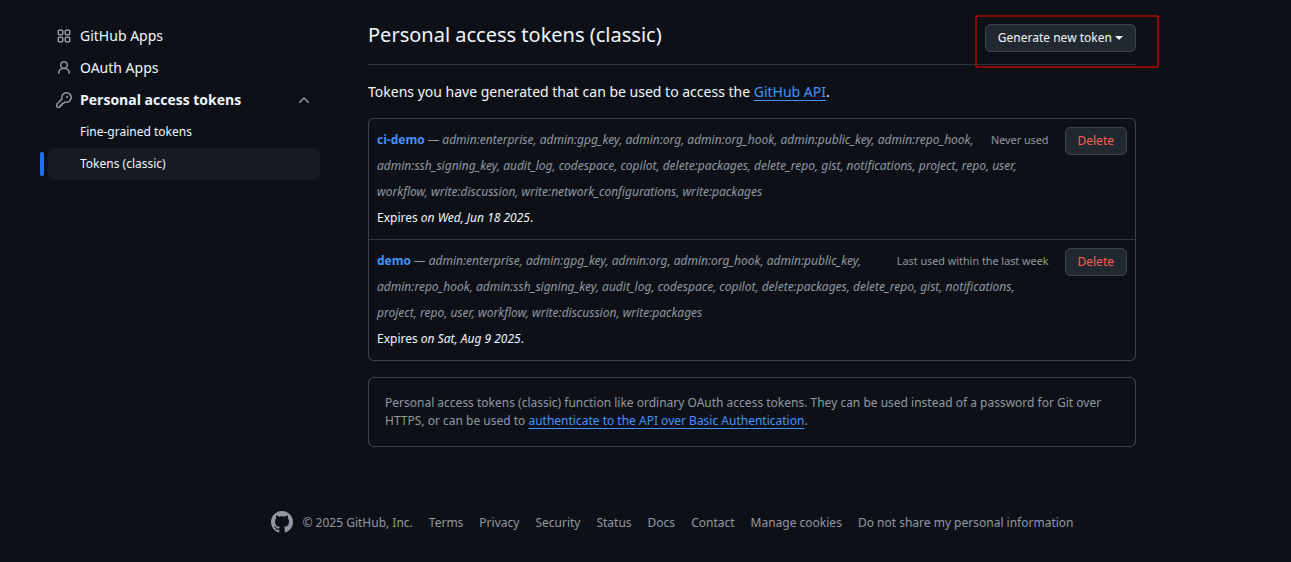 GitHub Apps
OAuth Apps
Personal access tokens
Fine-grained tokens
Tokens (classic)
Personal access tokens (classic)
Generate new token
Tokens you have generated that can be used to access the GitHub API.
ci-demo — admin:enterprise, admin:gpg_key, admin:org, admin:org_hook, admin:public_key, admin:repo_hook,
Never used
Delete
admin:ssh_signing_key, audit_log, codespace, copilot, delete:packages, delete_repo, gist, notifications, project, repo, user,
workflow, write:discussion, write:network_configurations, write:packages
Expires on Wed, Jun 18 2025.
demo — admin:enterprise, admin:gpg_key, admin:org, admin:org_hook, admin:public_key,
Last used within the last week
Delete
admin:repo_hook, admin:ssh_signing_key, audit_log, codespace, copilot, delete:packages, delete_repo, gist, notifications,
project, repo, user, workflow, write:discussion, write:packages
Expires on Sat, Aug 9 2025.
Personal access tokens (classic) function like ordinary OAuth access tokens. They can be used instead of a password for Git over
HTTPS, or can be used to authenticate to the API over Basic Authentication.
© 2025 GitHub, Inc. Terms Privacy Security Status Docs Contact Manage cookies Do not share my personal information